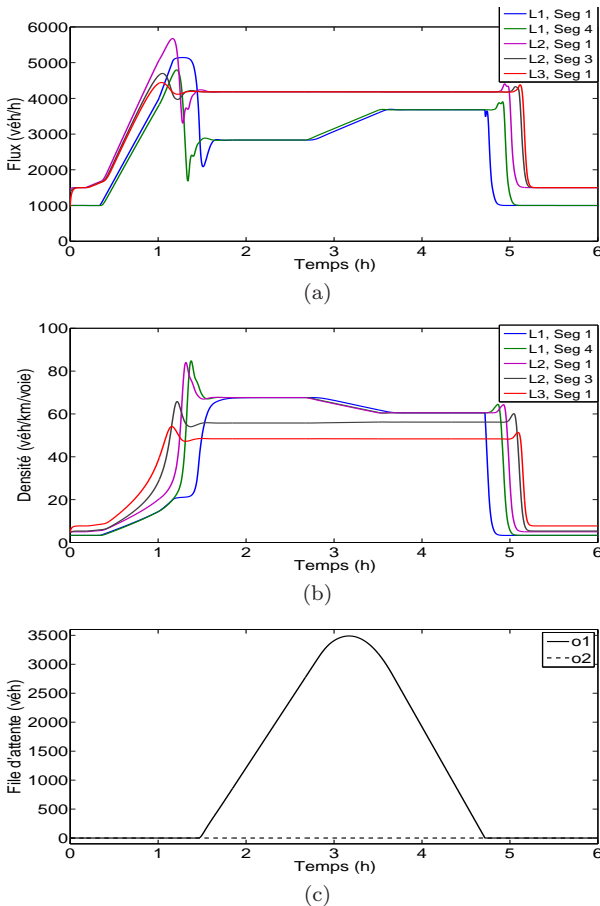 6000
5000
4000
3000
2000
1000
0
Flux (véh/h)
L1, Seg 1
L1, Seg 4
L2, Seg 1
L2, Seg 3
L3, Seg 1
0 1 2 3 4 5 6
Temps (h)
(a)
100
80
60
40
20
0
Densité (véh/km/voie)
L1, Seg 1
L1, Seg 4
L2, Seg 1
L2, Seg 3
L3, Seg 1
0 1 2 3 4 5 6
Temps (h)
(b)
3500
3000
2500
2000
1500
1000
500
0
File d'attente (véh)
o1
o2
0 1 2 3 4 5 6
Temps (h)
(c)